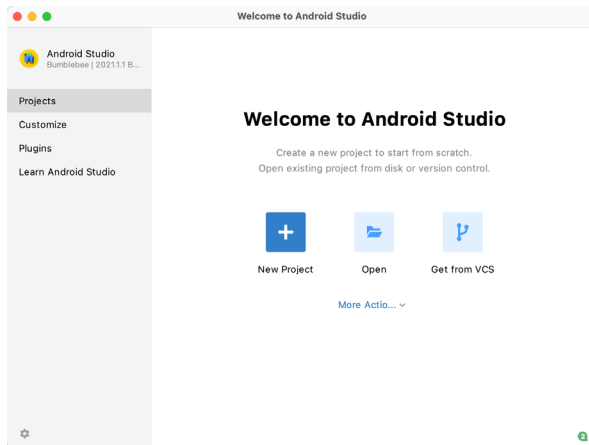 Welcome to Android Studio
Android Studio
Bumblebee | 2021.1.1 B...
Projects
Customize
Plugins
Learn Android Studio
Welcome to Android Studio
Create a new project to start from scratch.
Open existing project from disk or version control.
New Project
Open
Get from VCS
More Actio...
2